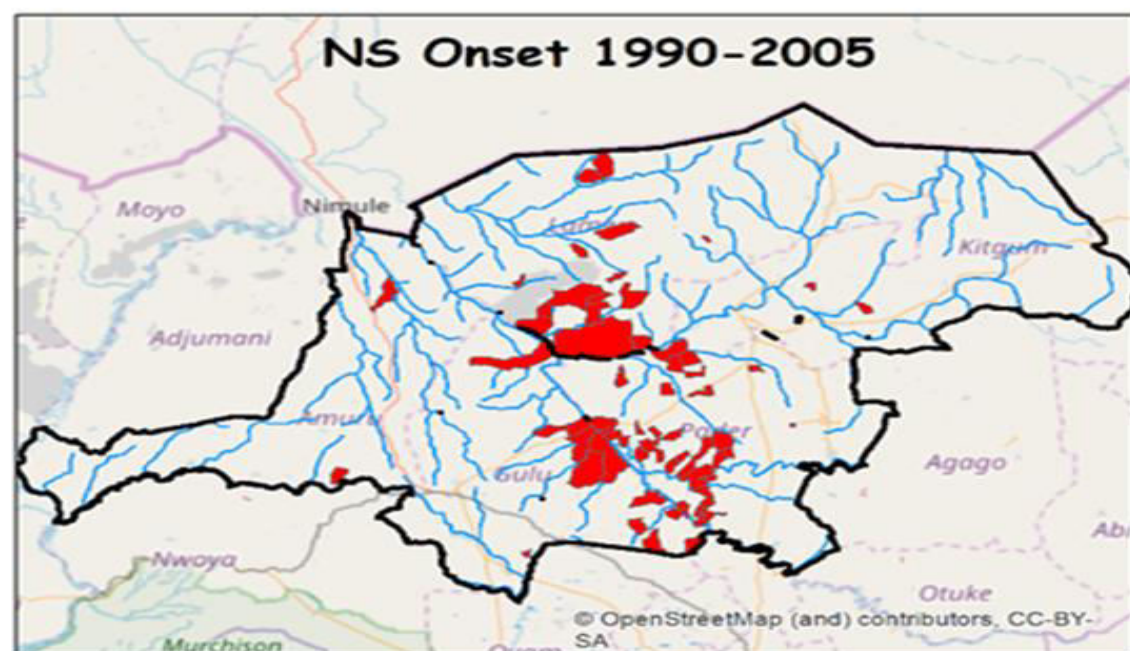 NS Onset 1990-2005
Moyo
Nimule
Kitgum
Adjumani
Amuru
Pader
Gulu
Agago
Nwoya
Otuke
© OpenStreetMap (and) contributors, CC-BY-
SA
Murchison